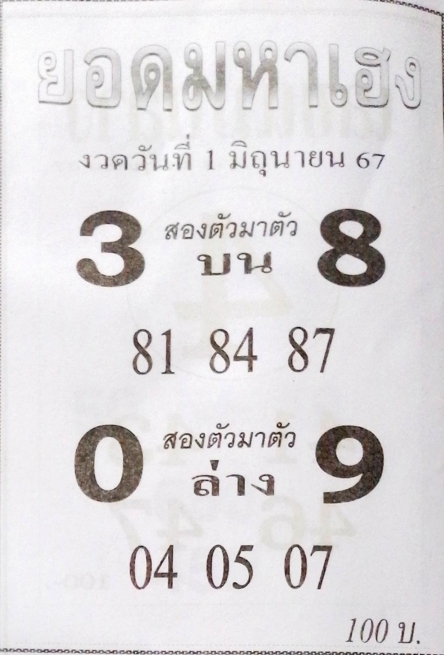 ยอดมหาเฮง
งวดวันที่ 1 มิถุนายน 67
3 สองตัวมาตัว 8
บน
81 84 87
0 สองตัวมาตัว 9
ล่าง
04 05 07
100 บ.